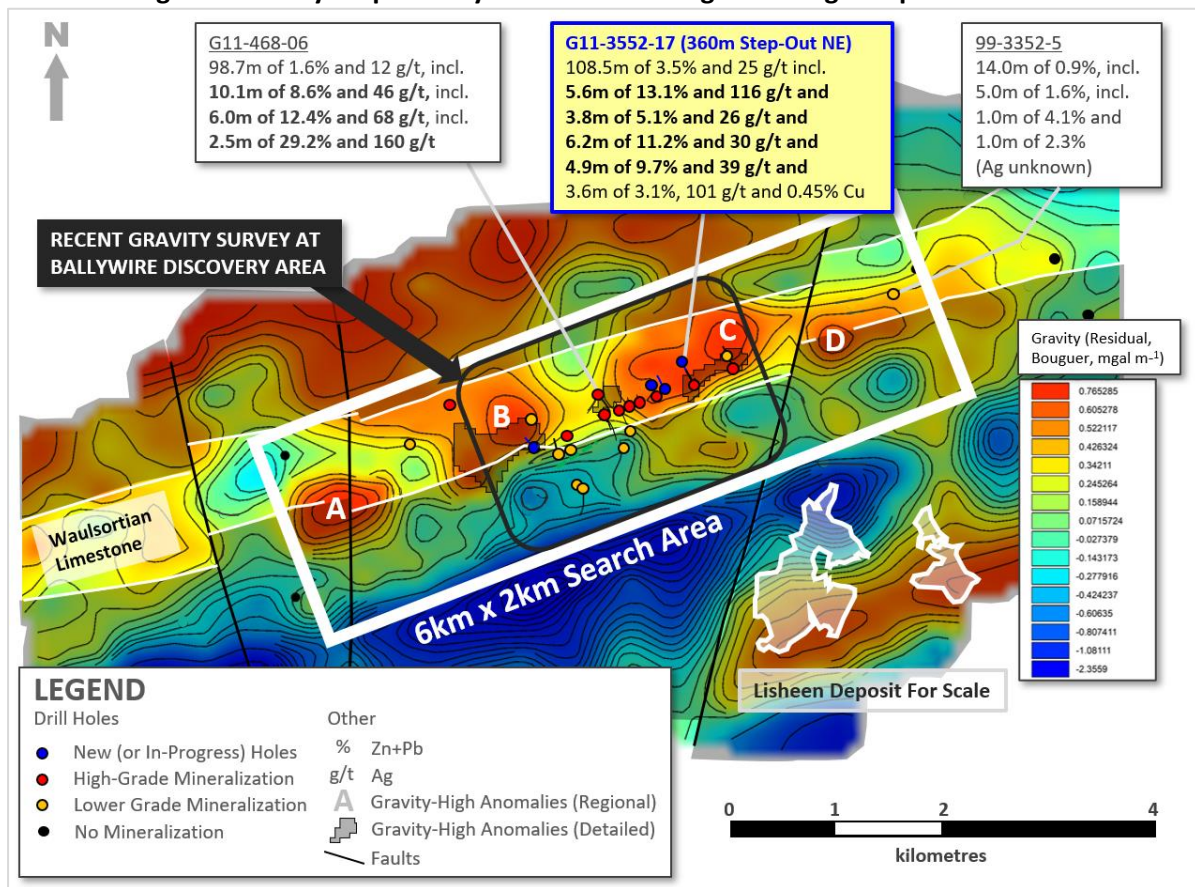 N
G11-468-06
98.7m of 1.6% and 12 g/t, incl.
10.1m of 8.6% and 46 g/t, incl.
6.0m of 12.4% and 68 g/t, incl.
2.5m of 29.2% and 160 g/t
G11-3552-17 (360m Step-Out NE)
108.5m of 3.5% and 25 g/t incl.
5.6m of 13.1% and 116 g/t and
3.8m of 5.1% and 26 g/t and
6.2m of 11.2% and 30 g/t and
4.9m of 9.7% and 39 g/t and
3.6m of 3.1%, 101 g/t and 0.45% Cu
99-3352-5
14.0m of 0.9%, incl.
5.0m of 1.6%, incl.
1.0m of 4.1% and
1.0m of 2.3%
(Ag unknown)
RECENT GRAVITY SURVEY AT
BALLYWIRE DISCOVERY AREA
A
B
C
D
Waulsortian
Limestone
6km x 2km Search Area
Lisheen Deposit For Scale
Gravity (Residual,
Bouguer, mgal m⁻¹)
0.765285
0.605278
0.522117
0.426324
0.34211
0.245264
0.158944
0.0715724
-0.027379
-0.143173
-0.277916
-0.424237
-0.60635
-0.807411
-1.08111
-2.3559
LEGEND
Drill Holes
New (or In-Progress) Holes
High-Grade Mineralization
Lower Grade Mineralization
No Mineralization
Other
% Zn+Pb
g/t Ag
A Gravity-High Anomalies (Regional)
Gravity-High Anomalies (Detailed)
Faults
0 1 2 4
kilometres